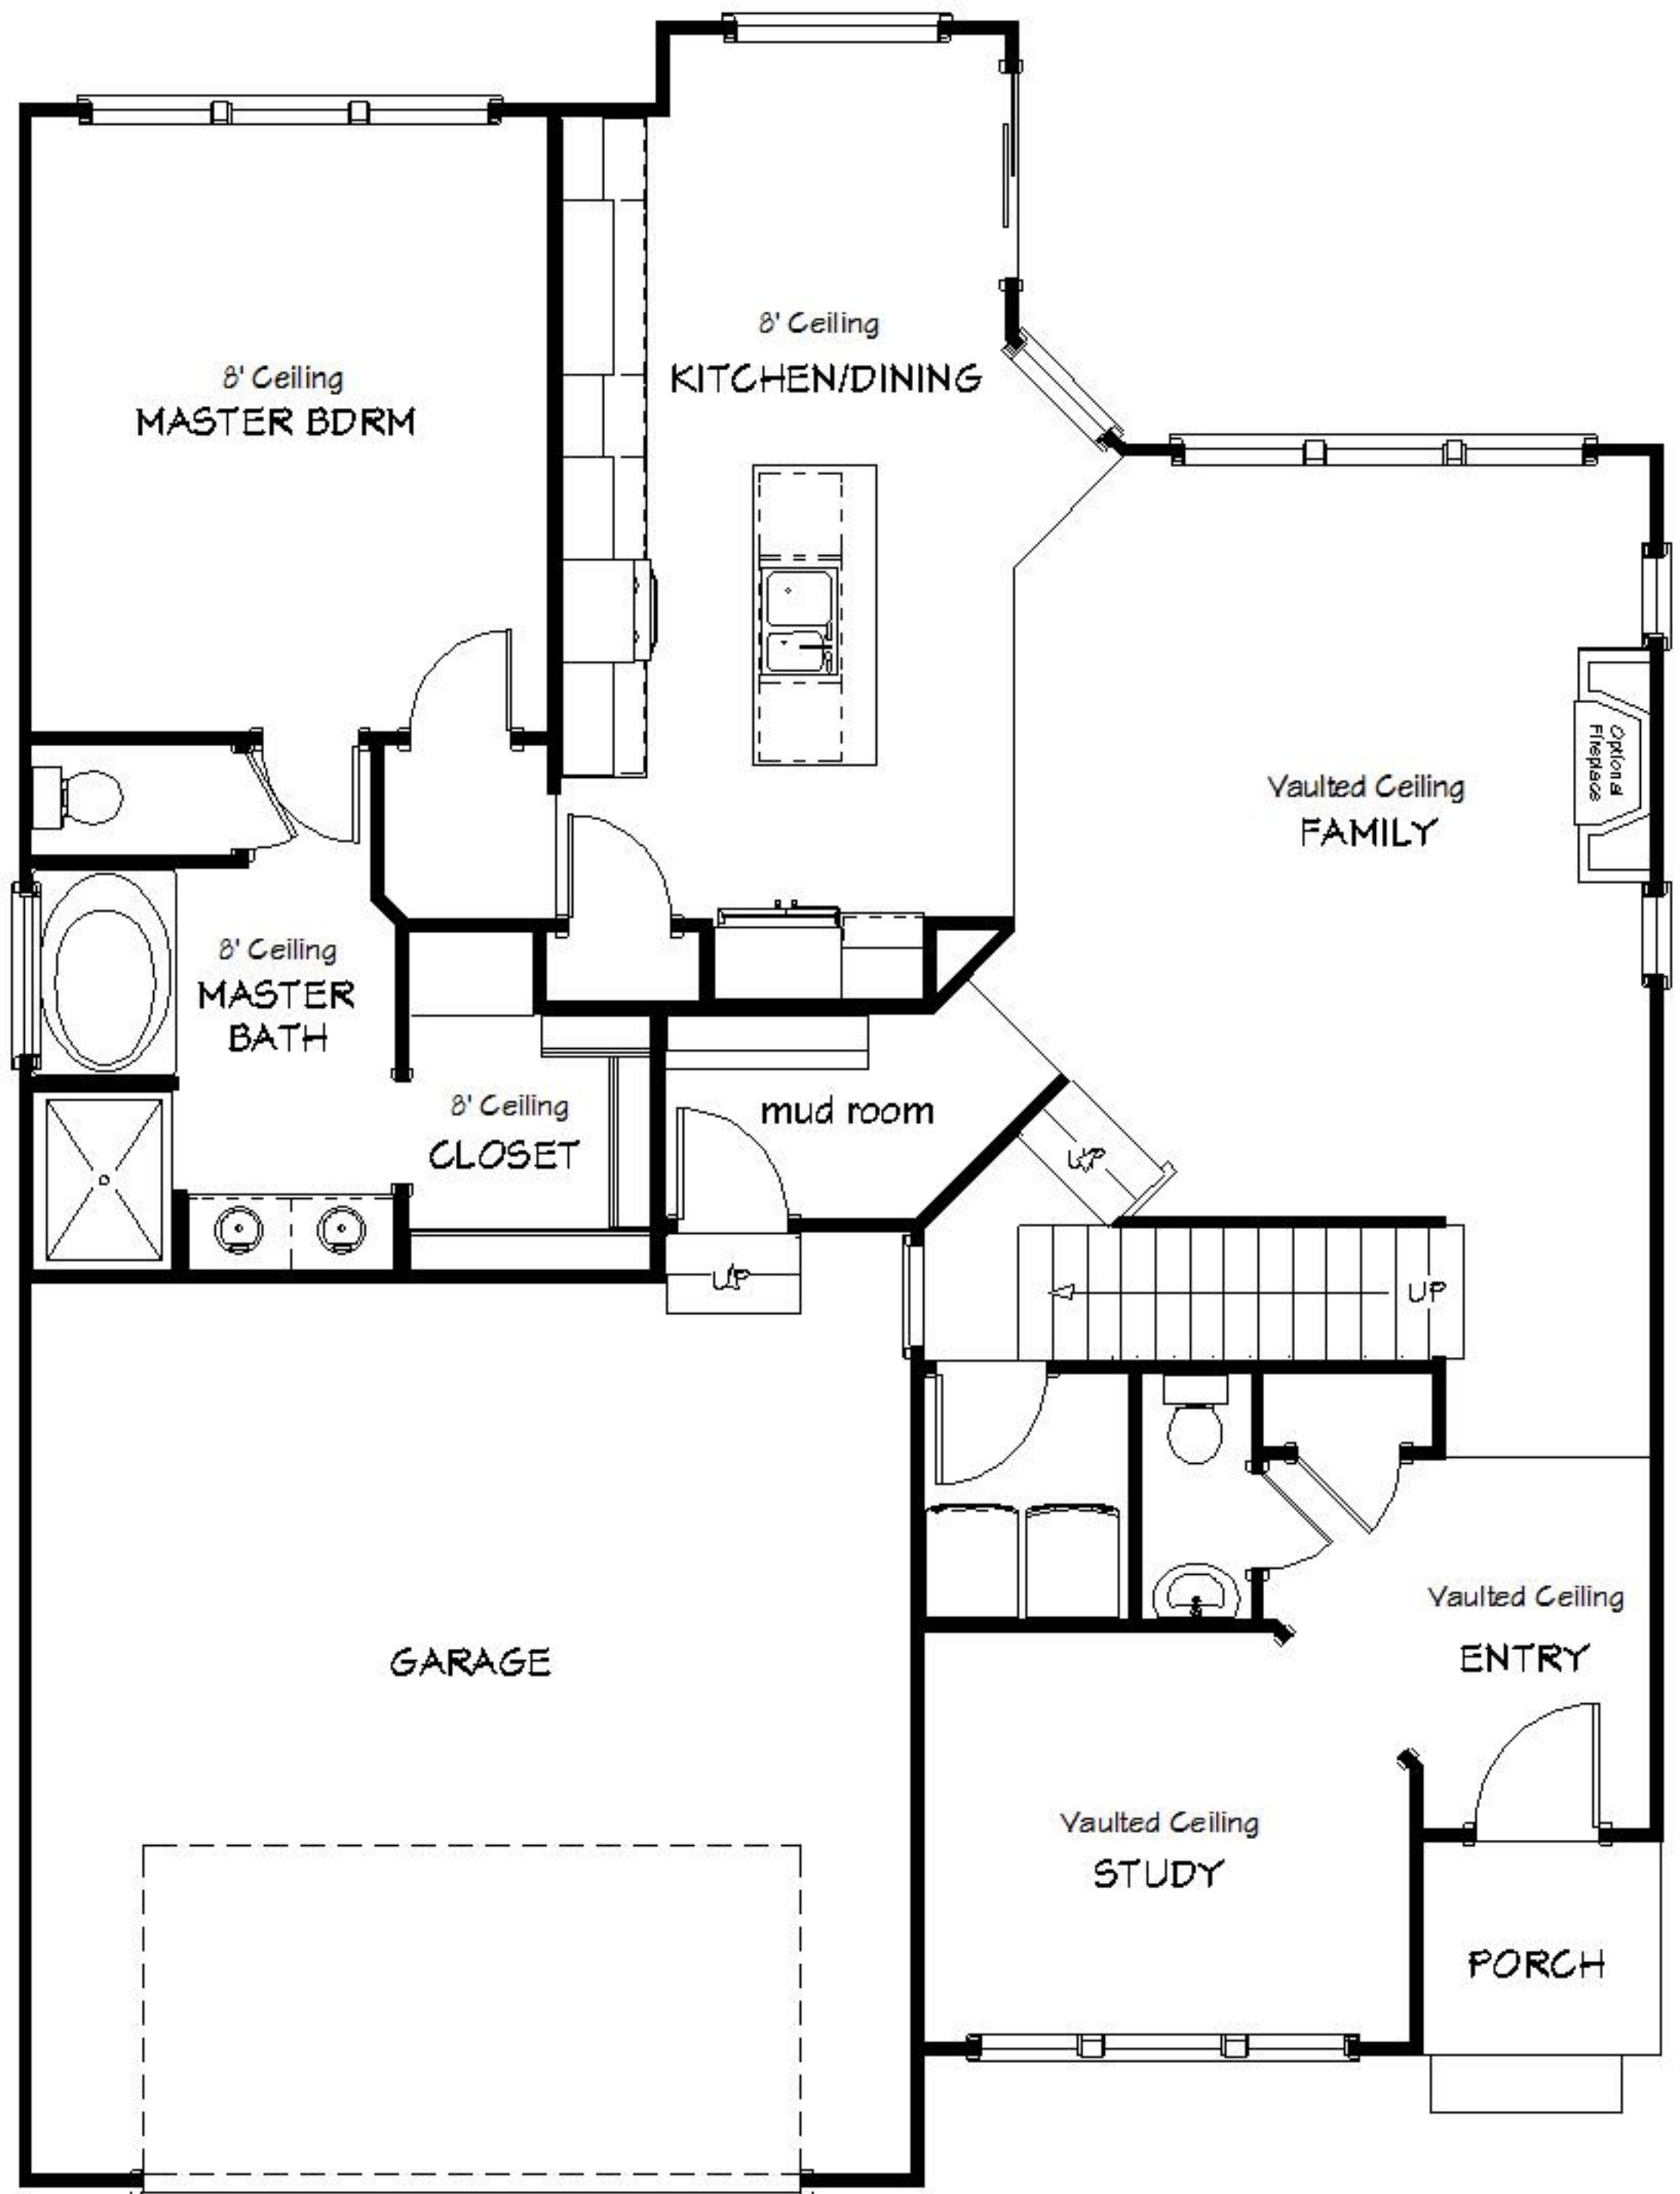 8' Ceiling
KITCHEN/DINING
8' Ceiling
MASTER BDRM
Optional
Fireplace
Vaulted Ceiling
FAMILY
8' Ceiling
MASTER
BATH
8' Ceiling
CLOSET
mud room
UP
UP
UP
Vaulted Ceiling
ENTRY
GARAGE
Vaulted Ceiling
STUDY
PORCH